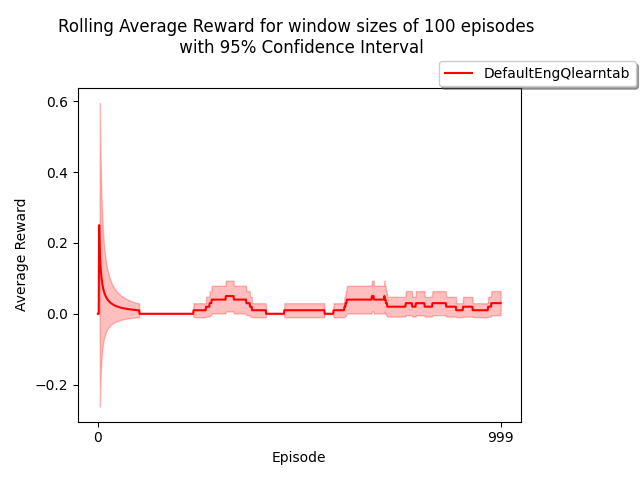 Rolling Average Reward for window sizes of 100 episodes
with 95% Confidence Interval
DefaultEngQlearntab
0.6
0.4
0.2
0.0
−0.2
Average Reward
0
999
Episode